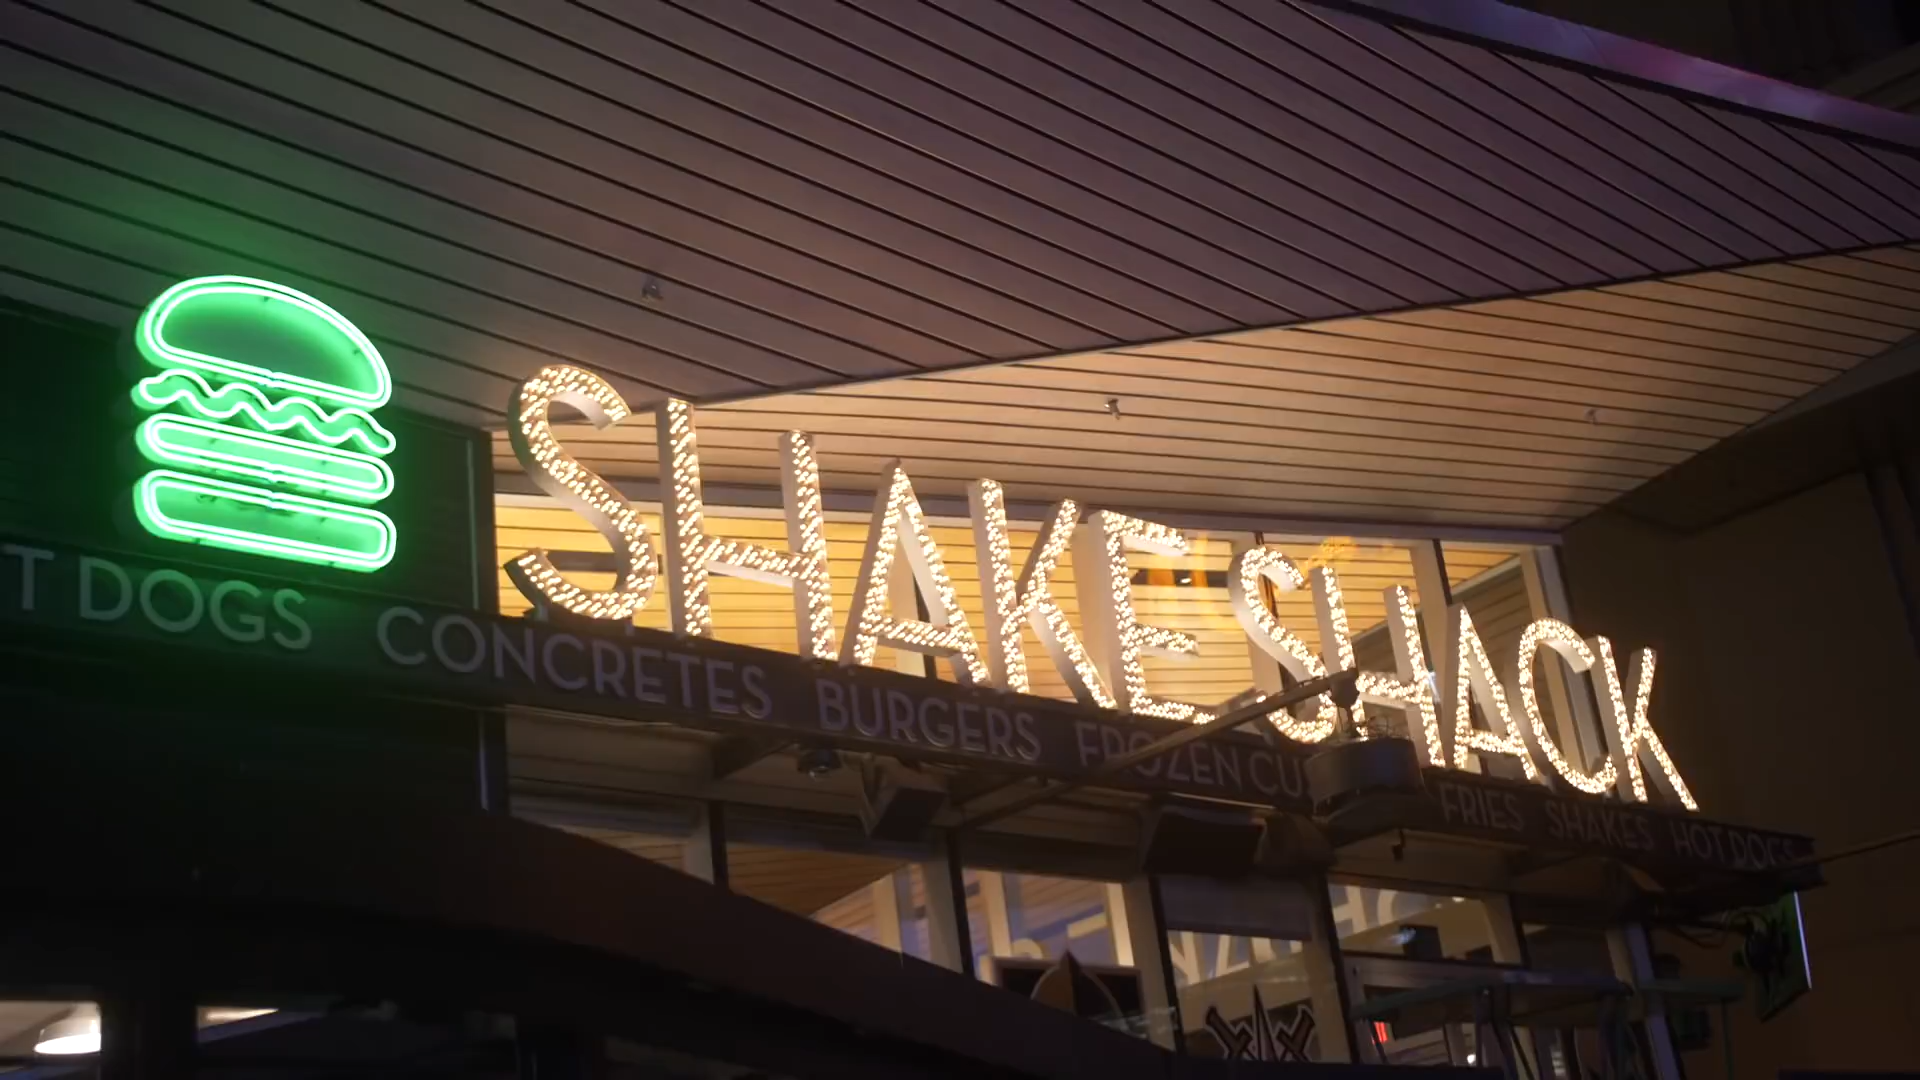 SHAKE SHACK
T DOGS CONCRETES BURGERS FROZEN CU FRIES SHAKES HOT DOGS